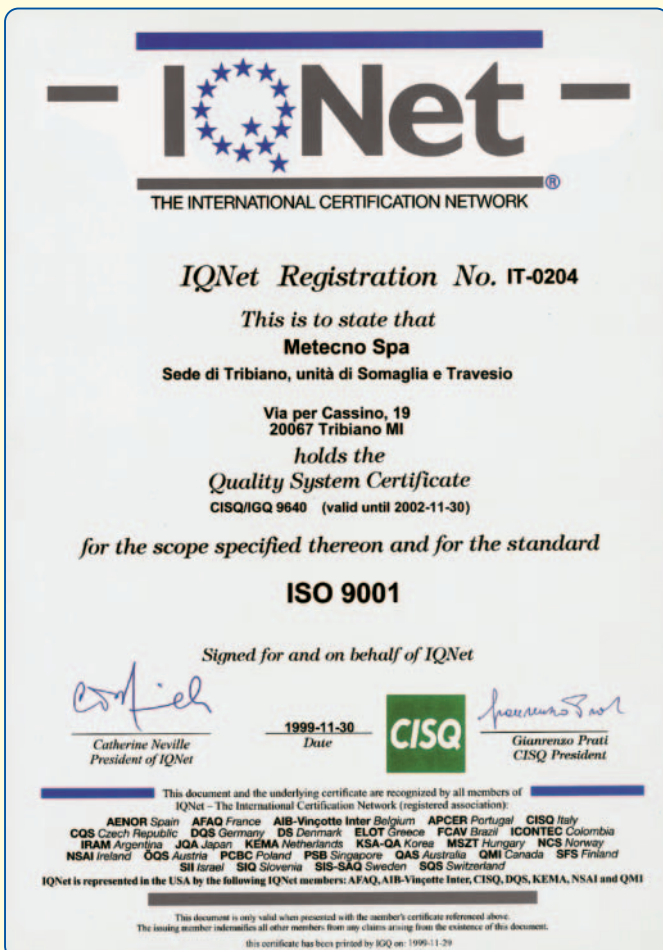 IQNet
®
THE INTERNATIONAL CERTIFICATION NETWORK
IQNet Registration No. IT-0204
This is to state that
Metecno Spa
Sede di Tribiano, unità di Somaglia e Travesio
Via per Cassino, 19
20067 Tribiano MI
holds the
Quality System Certificate
CISQ/IGQ 9640 (valid until 2002-11-30)
for the scope specified thereon and for the standard
ISO 9001
Signed for and on behalf of IQNet
Catherine Neville
President of IQNet
1999-11-30
Date
CISQ
Gianrenzo Prati
CISQ President
This document and the underlying certificate are recognized by all members of
IQNet – The International Certification Network (registered association):
AENOR Spain AFAQ France AIB-Vinçotte Inter Belgium APCER Portugal CISQ Italy
CQS Czech Republic DQS Germany DS Denmark ELOT Greece FCAV Brazil ICONTEC Colombia
IRAM Argentina JQA Japan KEMA Netherlands KSA-QA Korea MSZT Hungary NCS Norway
NSAI Ireland ÖQS Austria PCBC Poland PSB Singapore QAS Australia QMI Canada SFS Finland
SII Israel SIQ Slovenia SIS-SAQ Sweden SQS Switzerland
IQNet is represented in the USA by the following IQNet members: AFAQ, AIB-Vinçotte Inter, CISQ, DQS, KEMA, NSAI and QMI
This document is only valid when presented with the member's certificate referenced above.
The issuing member indemnifies all other members from any claims arising from the existence of this document.
this certificate has been printed by IGQ on: 1999-11-29